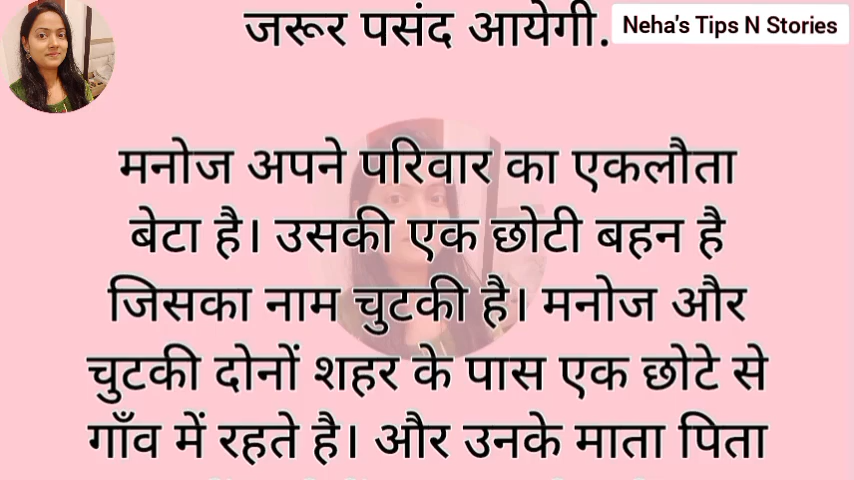 जरूर पसंद आयेगी.
Neha's Tips N Stories
मनोज अपने परिवार का एकलौता
बेटा है। उसकी एक छोटी बहन है
जिसका नाम चुटकी है। मनोज और
चुटकी दोनों शहर के पास एक छोटे से
गाँव में रहते है। और उनके माता पिता